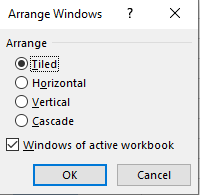 Arrange Windows ? ×
Arrange
Tiled
Horizontal
Vertical
Cascade
Windows of active workbook
OK Cancel